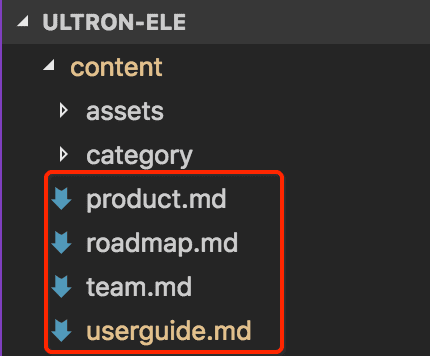 ULTRON-ELE
content
assets
category
product.md
roadmap.md
team.md
userguide.md